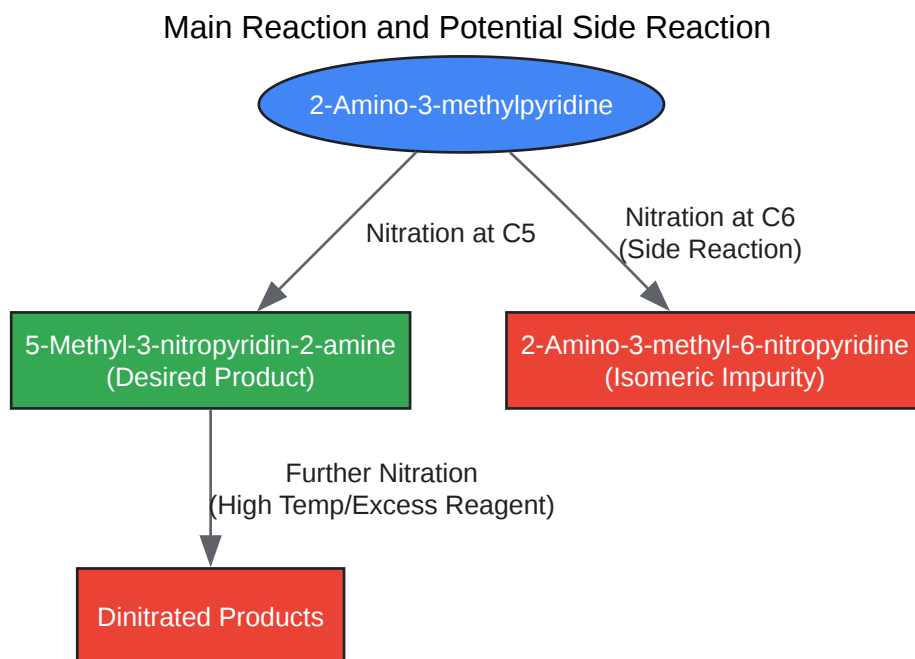 Main Reaction and Potential Side Reaction
2-Amino-3-methylpyridine
Nitration at C5
Nitration at C6
(Side Reaction)
5-Methyl-3-nitropyridin-2-amine
(Desired Product)
2-Amino-3-methyl-6-nitropyridine
(Isomeric Impurity)
Further Nitration
(High Temp/Excess Reagent)
Dinitrated Products